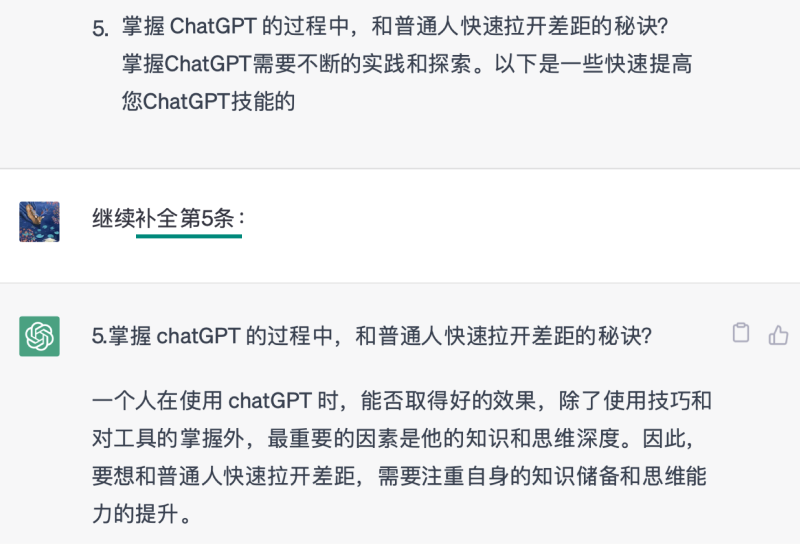 5. 掌握 ChatGPT 的过程中，和普通人快速拉开差距的秘诀？
掌握ChatGPT需要不断的实践和探索。以下是一些快速提高
您ChatGPT技能的
继续补全第5条：
5.掌握 chatGPT 的过程中，和普通人快速拉开差距的秘诀？
一个人在使用 chatGPT 时，能否取得好的效果，除了使用技巧和
对工具的掌握外，最重要的因素是他的知识和思维深度。因此，
要想和普通人快速拉开差距，需要注重自身的知识储备和思维能
力的提升。